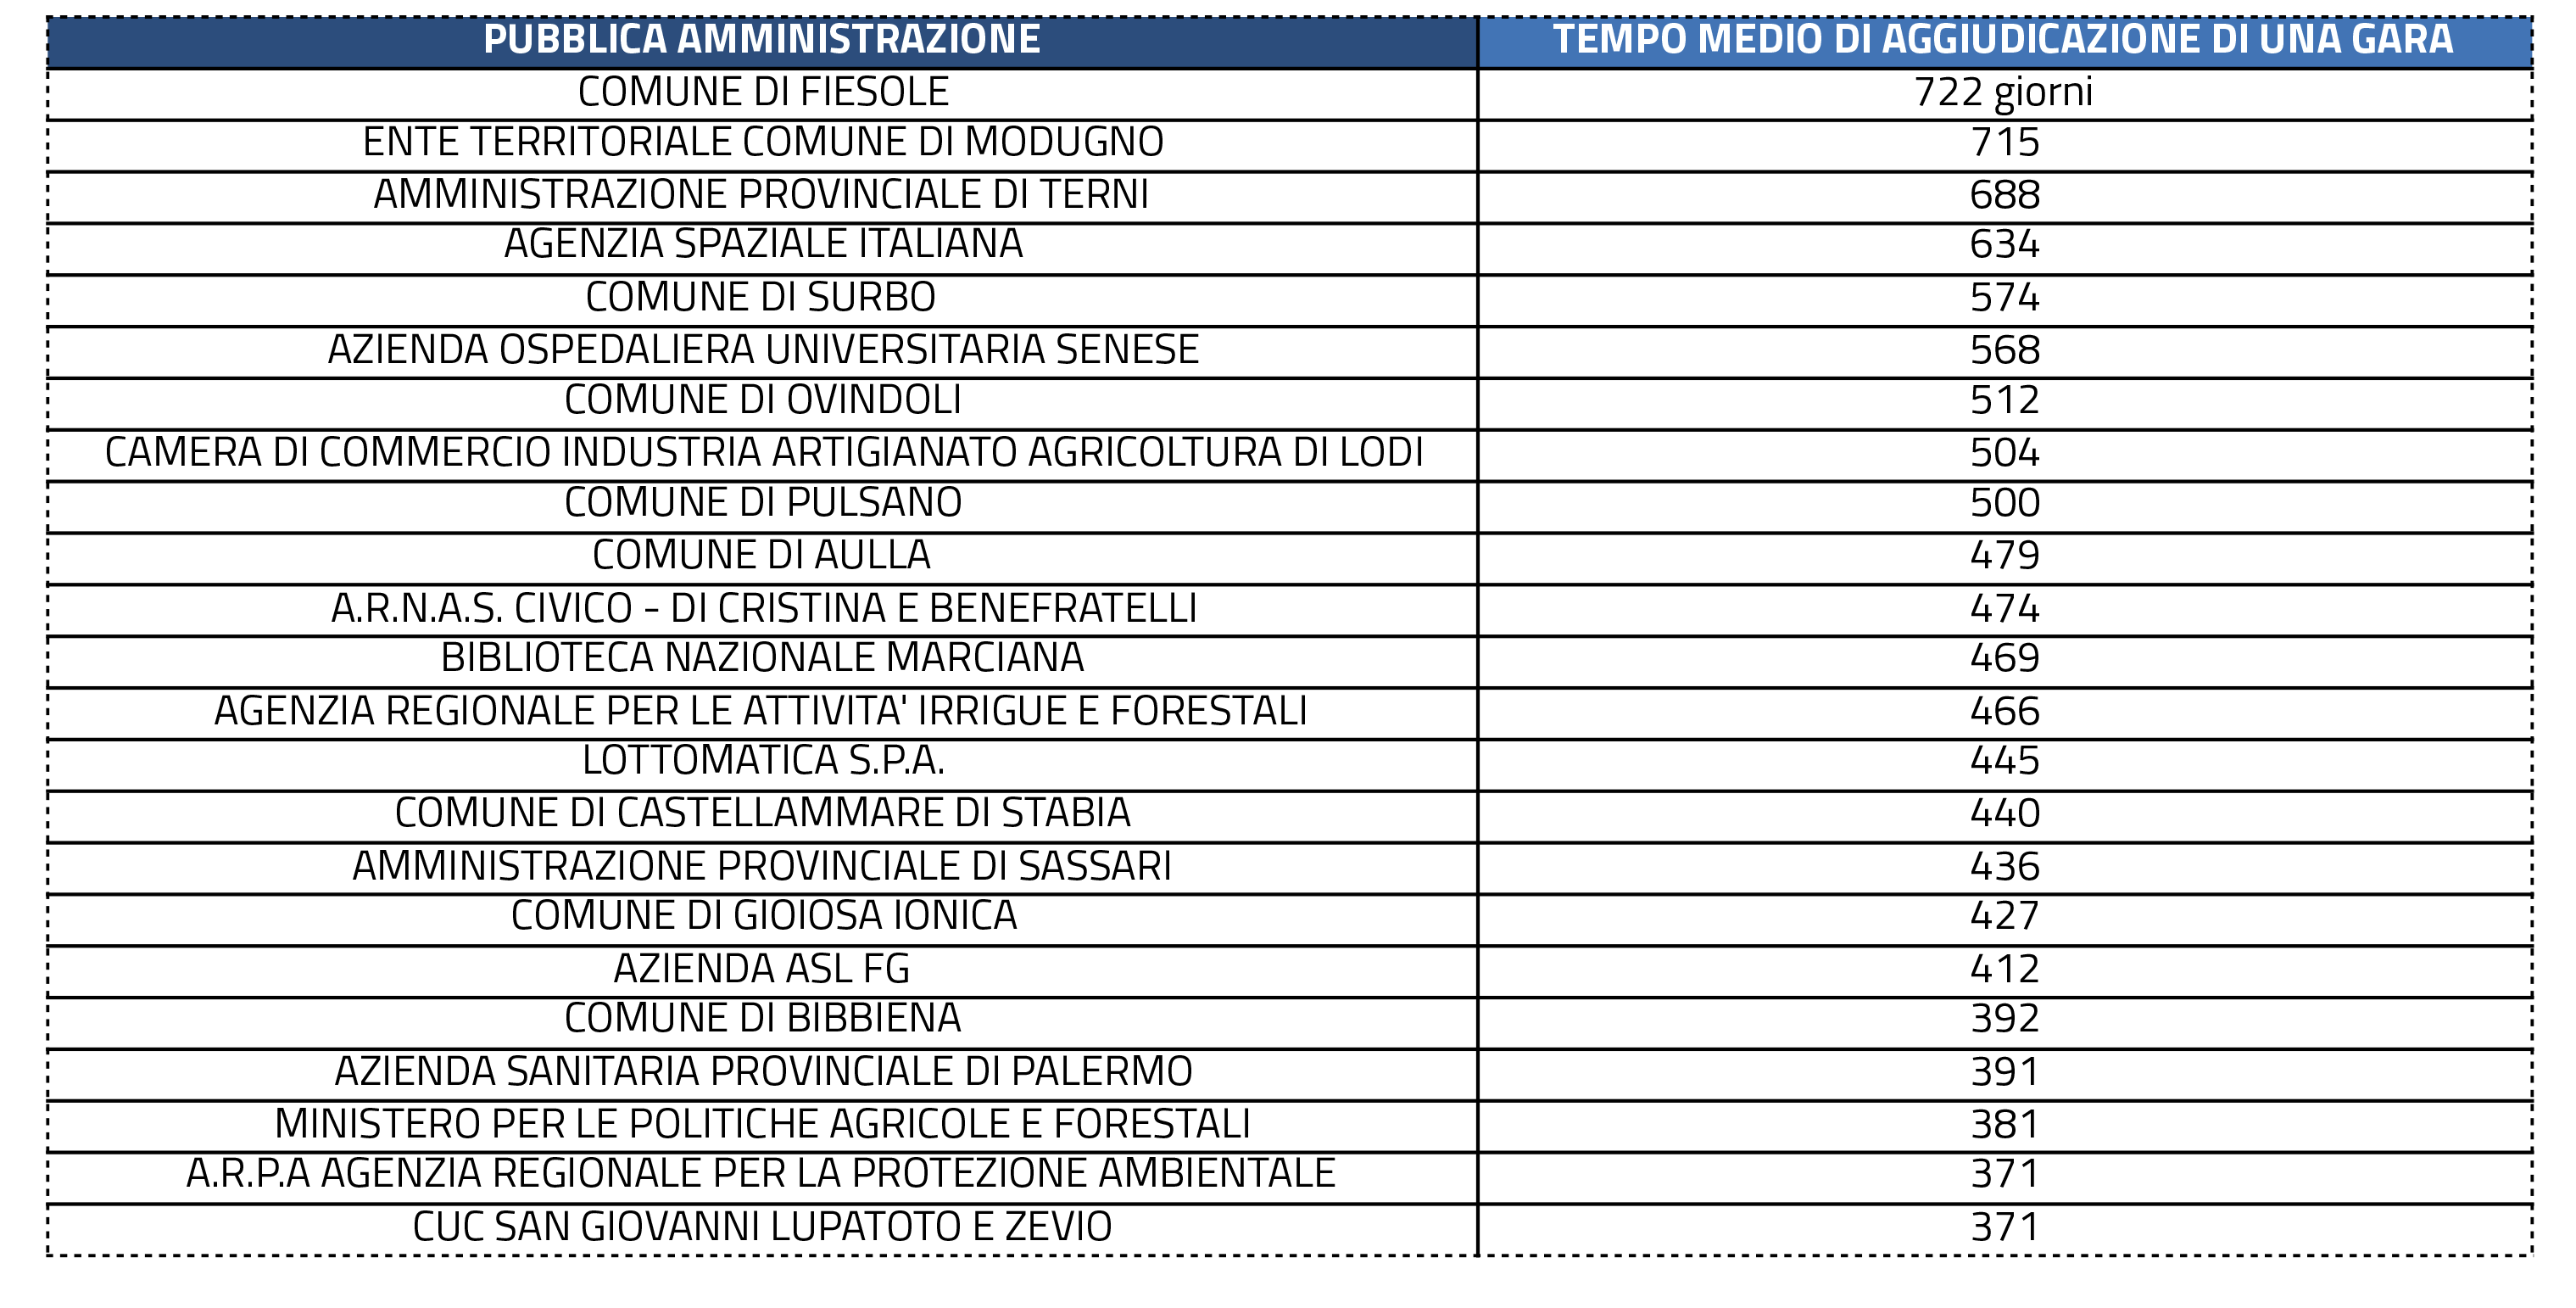 PUBBLICA AMMINISTRAZIONE TEMPO MEDIO DI AGGIUDICAZIONE DI UNA GARA
COMUNE DI FIESOLE 722 giorni
ENTE TERRITORIALE COMUNE DI MODUGNO 715
AMMINISTRAZIONE PROVINCIALE DI TERNI 688
AGENZIA SPAZIALE ITALIANA 634
COMUNE DI SURBO 574
AZIENDA OSPEDALIERA UNIVERSITARIA SENESE 568
COMUNE DI OVINDOLI 512
CAMERA DI COMMERCIO INDUSTRIA ARTIGIANATO AGRICOLTURA DI LODI 504
COMUNE DI PULSANO 500
COMUNE DI AULLA 479
A.R.N.A.S. CIVICO - DI CRISTINA E BENEFRATELLI 474
BIBLIOTECA NAZIONALE MARCIANA 469
AGENZIA REGIONALE PER LE ATTIVITA' IRRIGUE E FORESTALI 466
LOTTOMATICA S.P.A. 445
COMUNE DI CASTELLAMMARE DI STABIA 440
AMMINISTRAZIONE PROVINCIALE DI SASSARI 436
COMUNE DI GIOIOSA IONICA 427
AZIENDA ASL FG 412
COMUNE DI BIBBIENA 392
AZIENDA SANITARIA PROVINCIALE DI PALERMO 391
MINISTERO PER LE POLITICHE AGRICOLE E FORESTALI 381
A.R.P.A AGENZIA REGIONALE PER LA PROTEZIONE AMBIENTALE 371
CUC SAN GIOVANNI LUPATOTO E ZEVIO 371